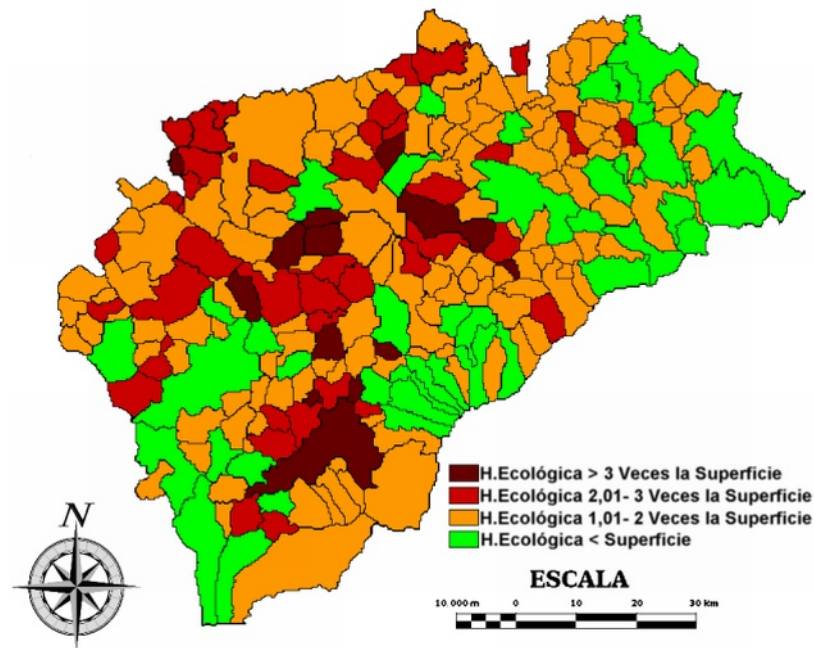 H.Ecológica > 3 Veces la Superficie
H.Ecológica 2,01- 3 Veces la Superficie
H.Ecológica 1,01- 2 Veces la Superficie
H.Ecológica < Superficie
N
ESCALA
10 000 m 0 10 20 30 km